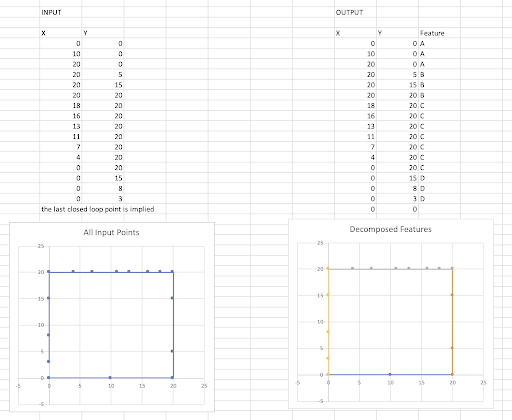 INPUT OUTPUT
X Y X Y Feature
0 0 0 0 A
10 0 10 0 A
20 0 20 0 A
20 5 20 5 B
20 15 20 15 B
20 20 20 20 B
18 20 18 20 C
16 20 16 20 C
13 20 13 20 C
11 20 11 20 C
7 20 7 20 C
4 20 4 20 C
0 20 0 20 C
0 15 0 15 D
0 8 0 8 D
0 3 0 3 D
the last closed loop point is implied 0 0
All Input Points
25
20
15
10
5
-5 0 5 10 15 20 25
-5
Decomposed Features
25
20
15
10
5
0
-5 0 5 10 15 20 25
-5